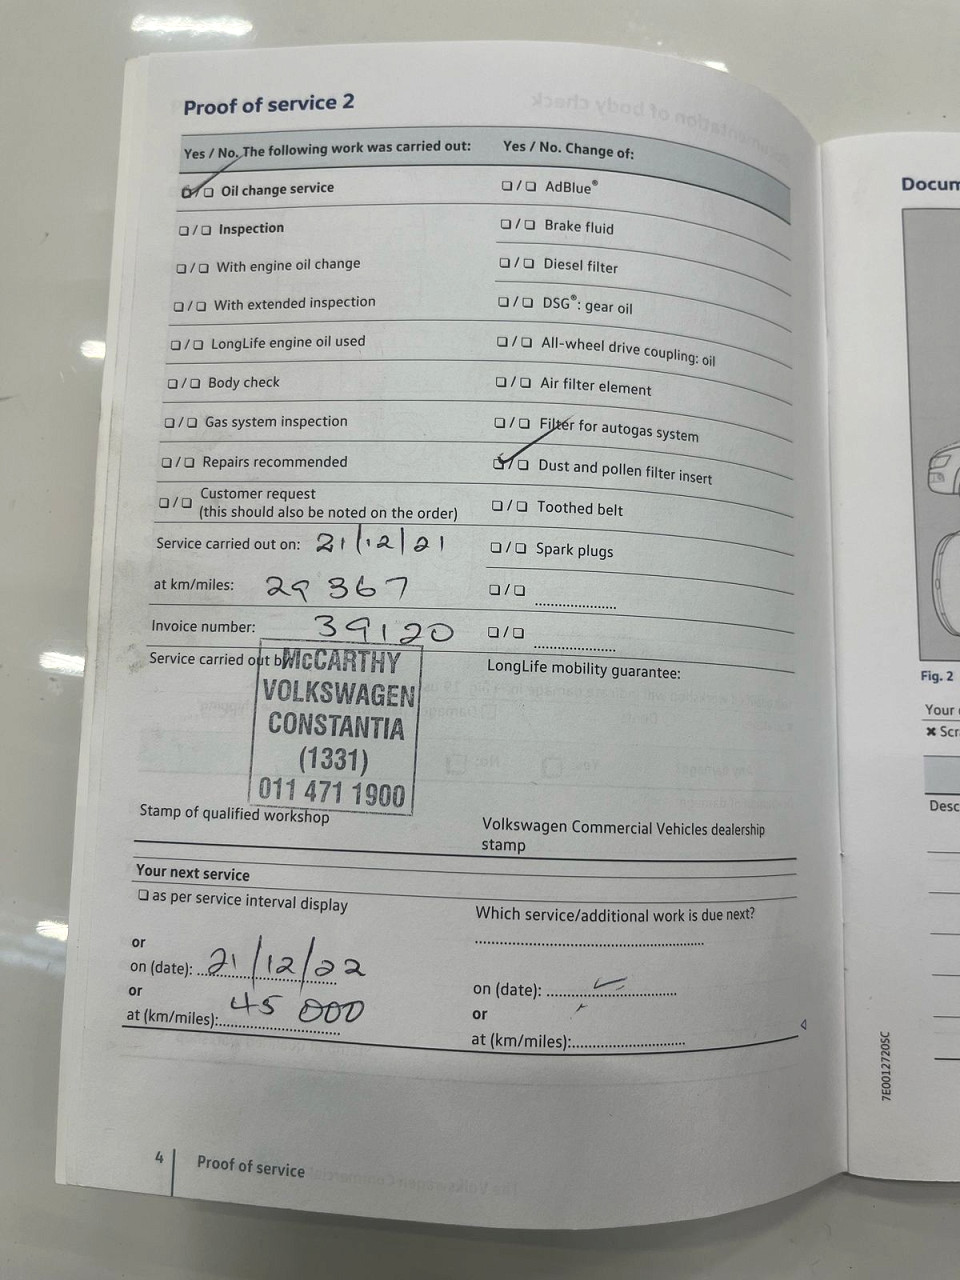 Proof of service 2
Yes / No. The following work was carried out:
☑/☐ Oil change service
☐/☐ Inspection
☐/☐ With engine oil change
☐/☐ With extended inspection
☐/☐ LongLife engine oil used
☐/☐ Body check
☐/☐ Gas system inspection
☐/☐ Repairs recommended
☐/☐ Customer request
(this should also be noted on the order)
Service carried out on: 21/12/21
at km/miles: 29 367
Invoice number: 39120
Service carried out by:
McCARTHY
VOLKSWAGEN
CONSTANTIA
(1331)
011 471 1900
Stamp of qualified workshop
Yes / No. Change of:
☐/☐ AdBlue®
☐/☐ Brake fluid
☐/☐ Diesel filter
☐/☐ DSG®: gear oil
☐/☐ All-wheel drive coupling: oil
☐/☐ Air filter element
☐/☐ Filter for autogas system
☑/☐ Dust and pollen filter insert
☐/☐ Toothed belt
☐/☐ Spark plugs
☐/☐ ....................
☐/☐ ....................
LongLife mobility guarantee:
Volkswagen Commercial Vehicles dealership
stamp
Your next service
☐ as per service interval display
or
on (date): 21/12/22
or
at (km/miles): 45 000
Which service/additional work is due next?
on (date):
or
at (km/miles):
4 Proof of service
Docum
Fig. 2
Your
✖ Scr
Desc
7E0012720SC